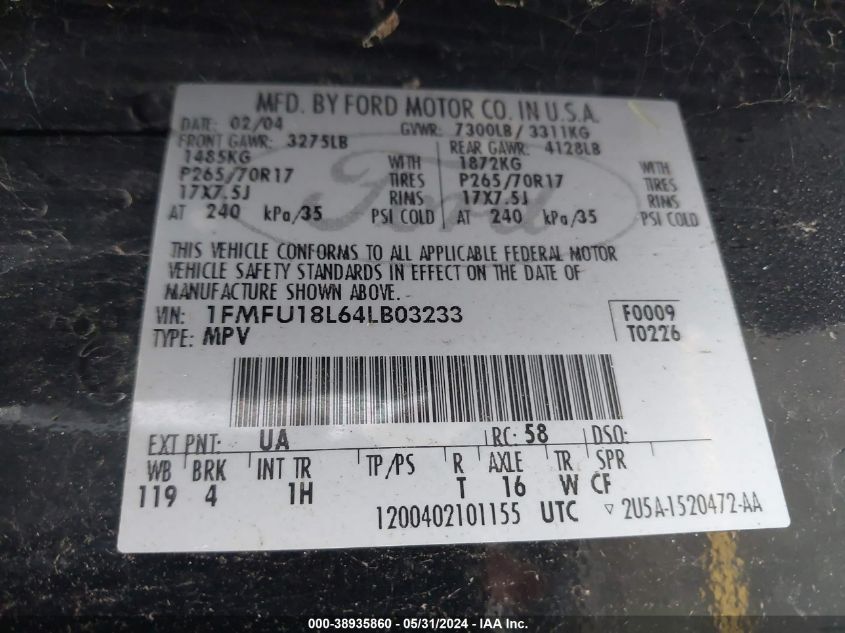 MFD. BY FORD MOTOR CO. IN U.S.A.
DATE: 02/04 GVWR: 7300LB / 3311KG
FRONT GAWR: 3275LB REAR GAWR: 4128LB
1485KG WITH 1872KG WITH
P265/70R17 TIRES P265/70R17 TIRES
17X7.5J RIMS 17X7.5J RIMS
AT 240 kPa/35 PSI COLD AT 240 kPa/35 PSI COLD
Ford
THIS VEHICLE CONFORMS TO ALL APPLICABLE FEDERAL MOTOR
VEHICLE SAFETY STANDARDS IN EFFECT ON THE DATE OF
MANUFACTURE SHOWN ABOVE.
VIN: 1FMFU18L64LB03233 F0009
TYPE: MPV T0226
EXT PNT: UA RC: 58 DSO:
WB BRK INT TR TP/PS R AXLE TR SPR
119 4 1H T 16 W CF
1200402101155 UTC ▽ 2U5A-1520472-AA
000-38935860 - 05/31/2024 - IAA Inc.